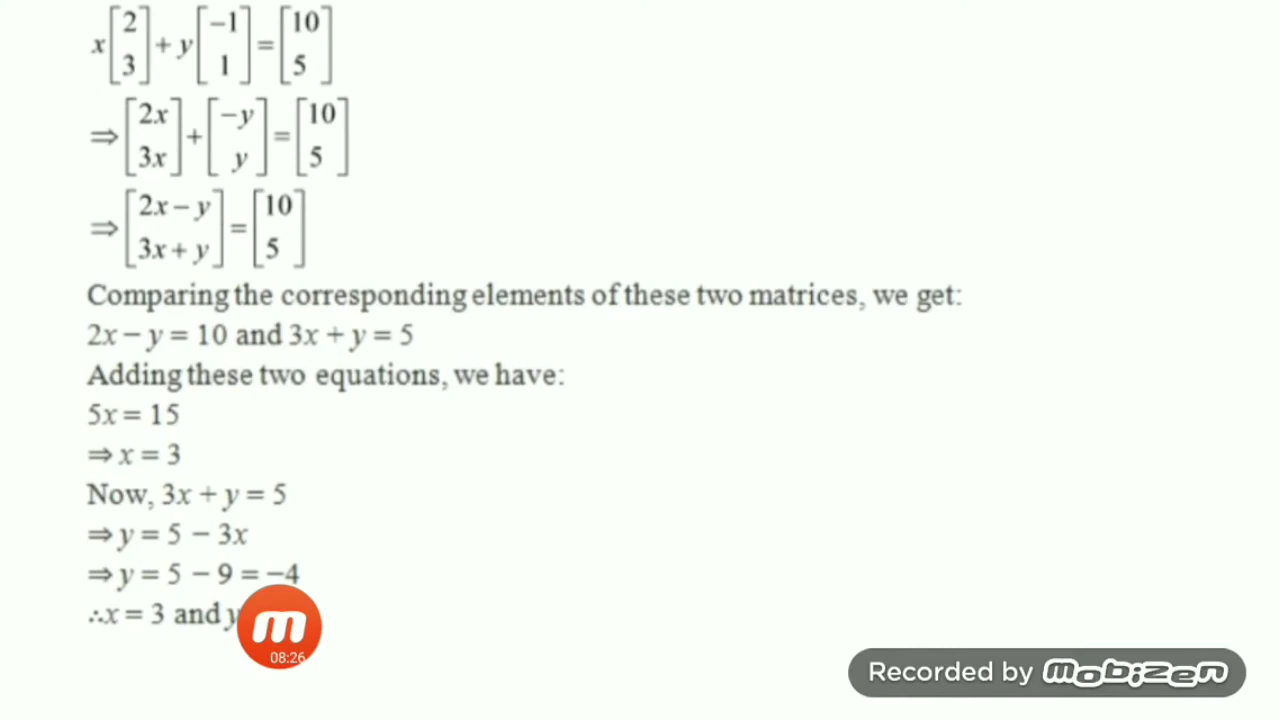 x[2 3] + y[−1 1] = [10 5]
⇒ [2x 3x] + [−y y] = [10 5]
⇒ [2x − y 3x + y] = [10 5]
Comparing the corresponding elements of these two matrices, we get:
2x − y = 10 and 3x + y = 5
Adding these two equations, we have:
5x = 15
⇒ x = 3
Now, 3x + y = 5
⇒ y = 5 − 3x
⇒ y = 5 − 9 = −4
∴ x = 3 and y
m
08:26
Recorded by mobizen